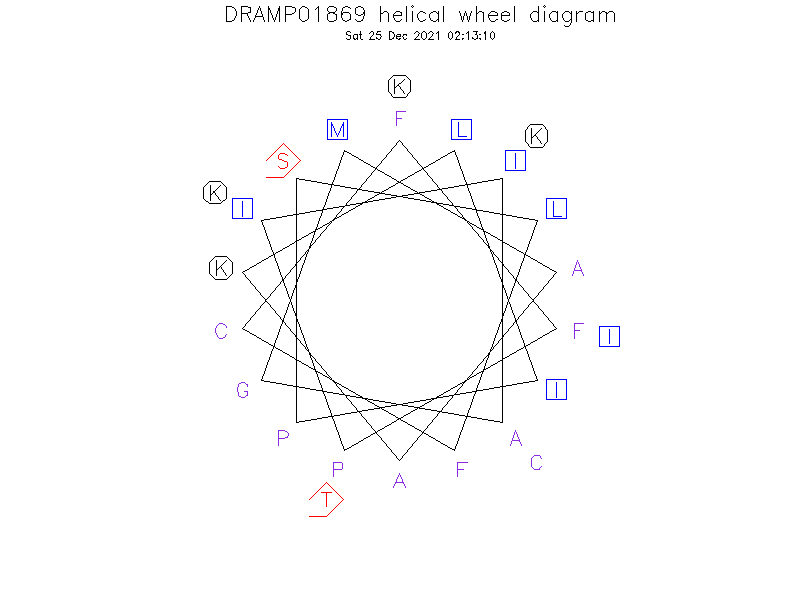 DRAMP01869 helical wheel diagram
Sat 25 Dec 2021 02:13:10
K
F
M
L
K
S
I
K
I
L
K
A
C
F
I
G
I
P
A
C
P
A
F
T